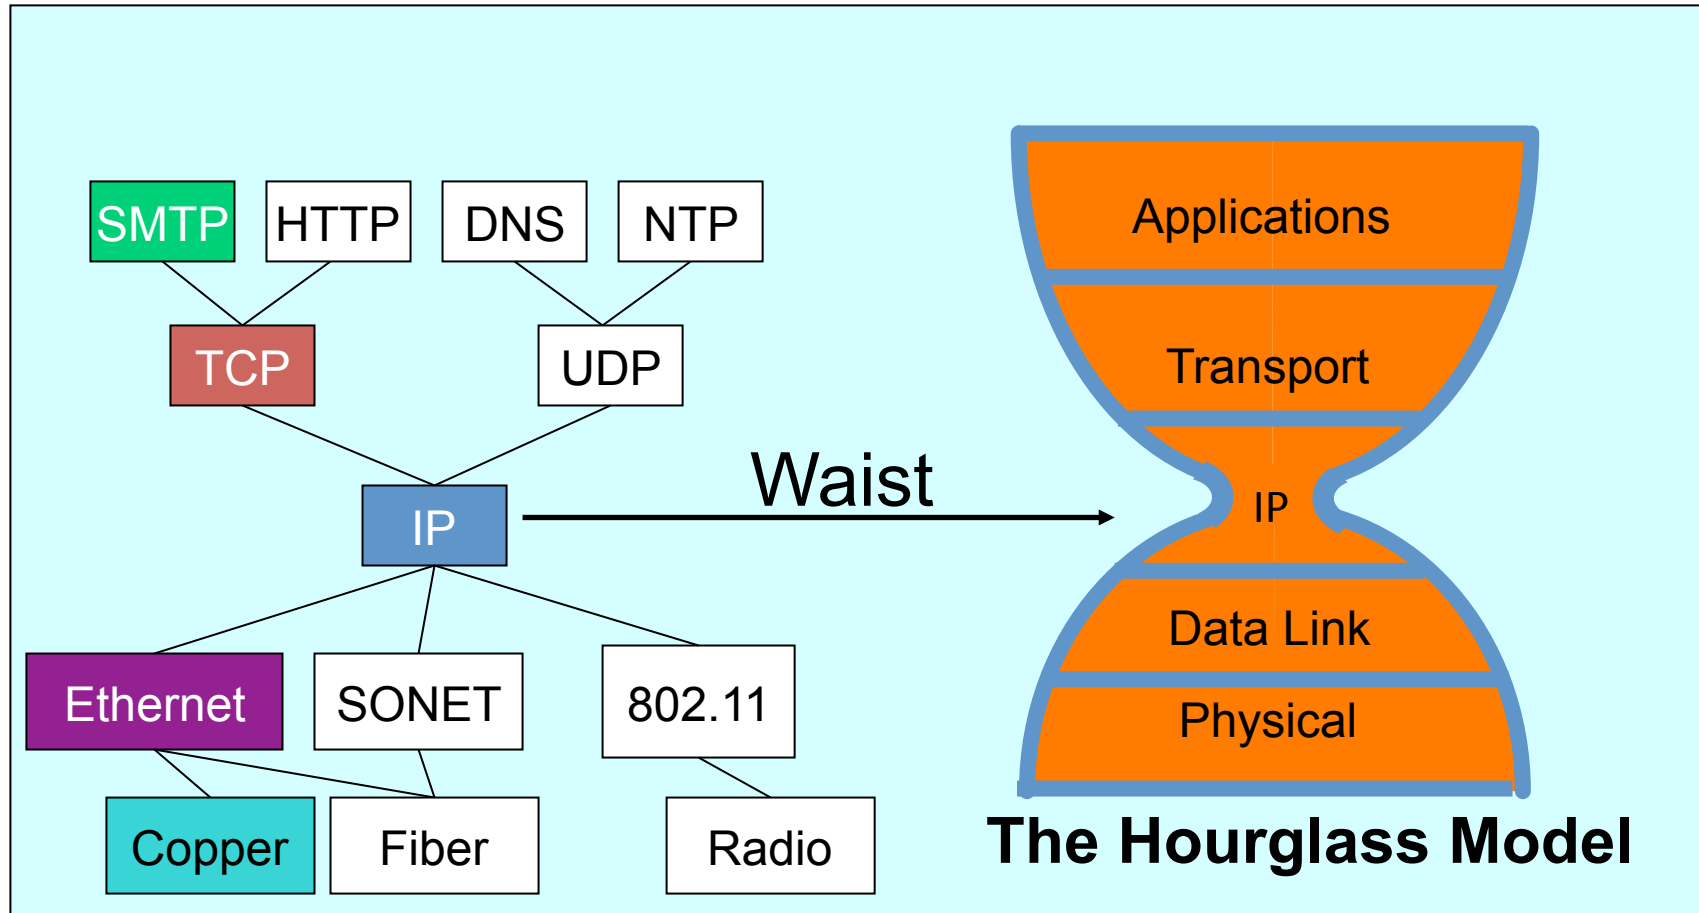 SMTP HTTP DNS NTP
TCP UDP
IP
Ethernet SONET 802.11
Copper Fiber Radio
Waist
Applications
Transport
IP
Data Link
Physical
The Hourglass Model